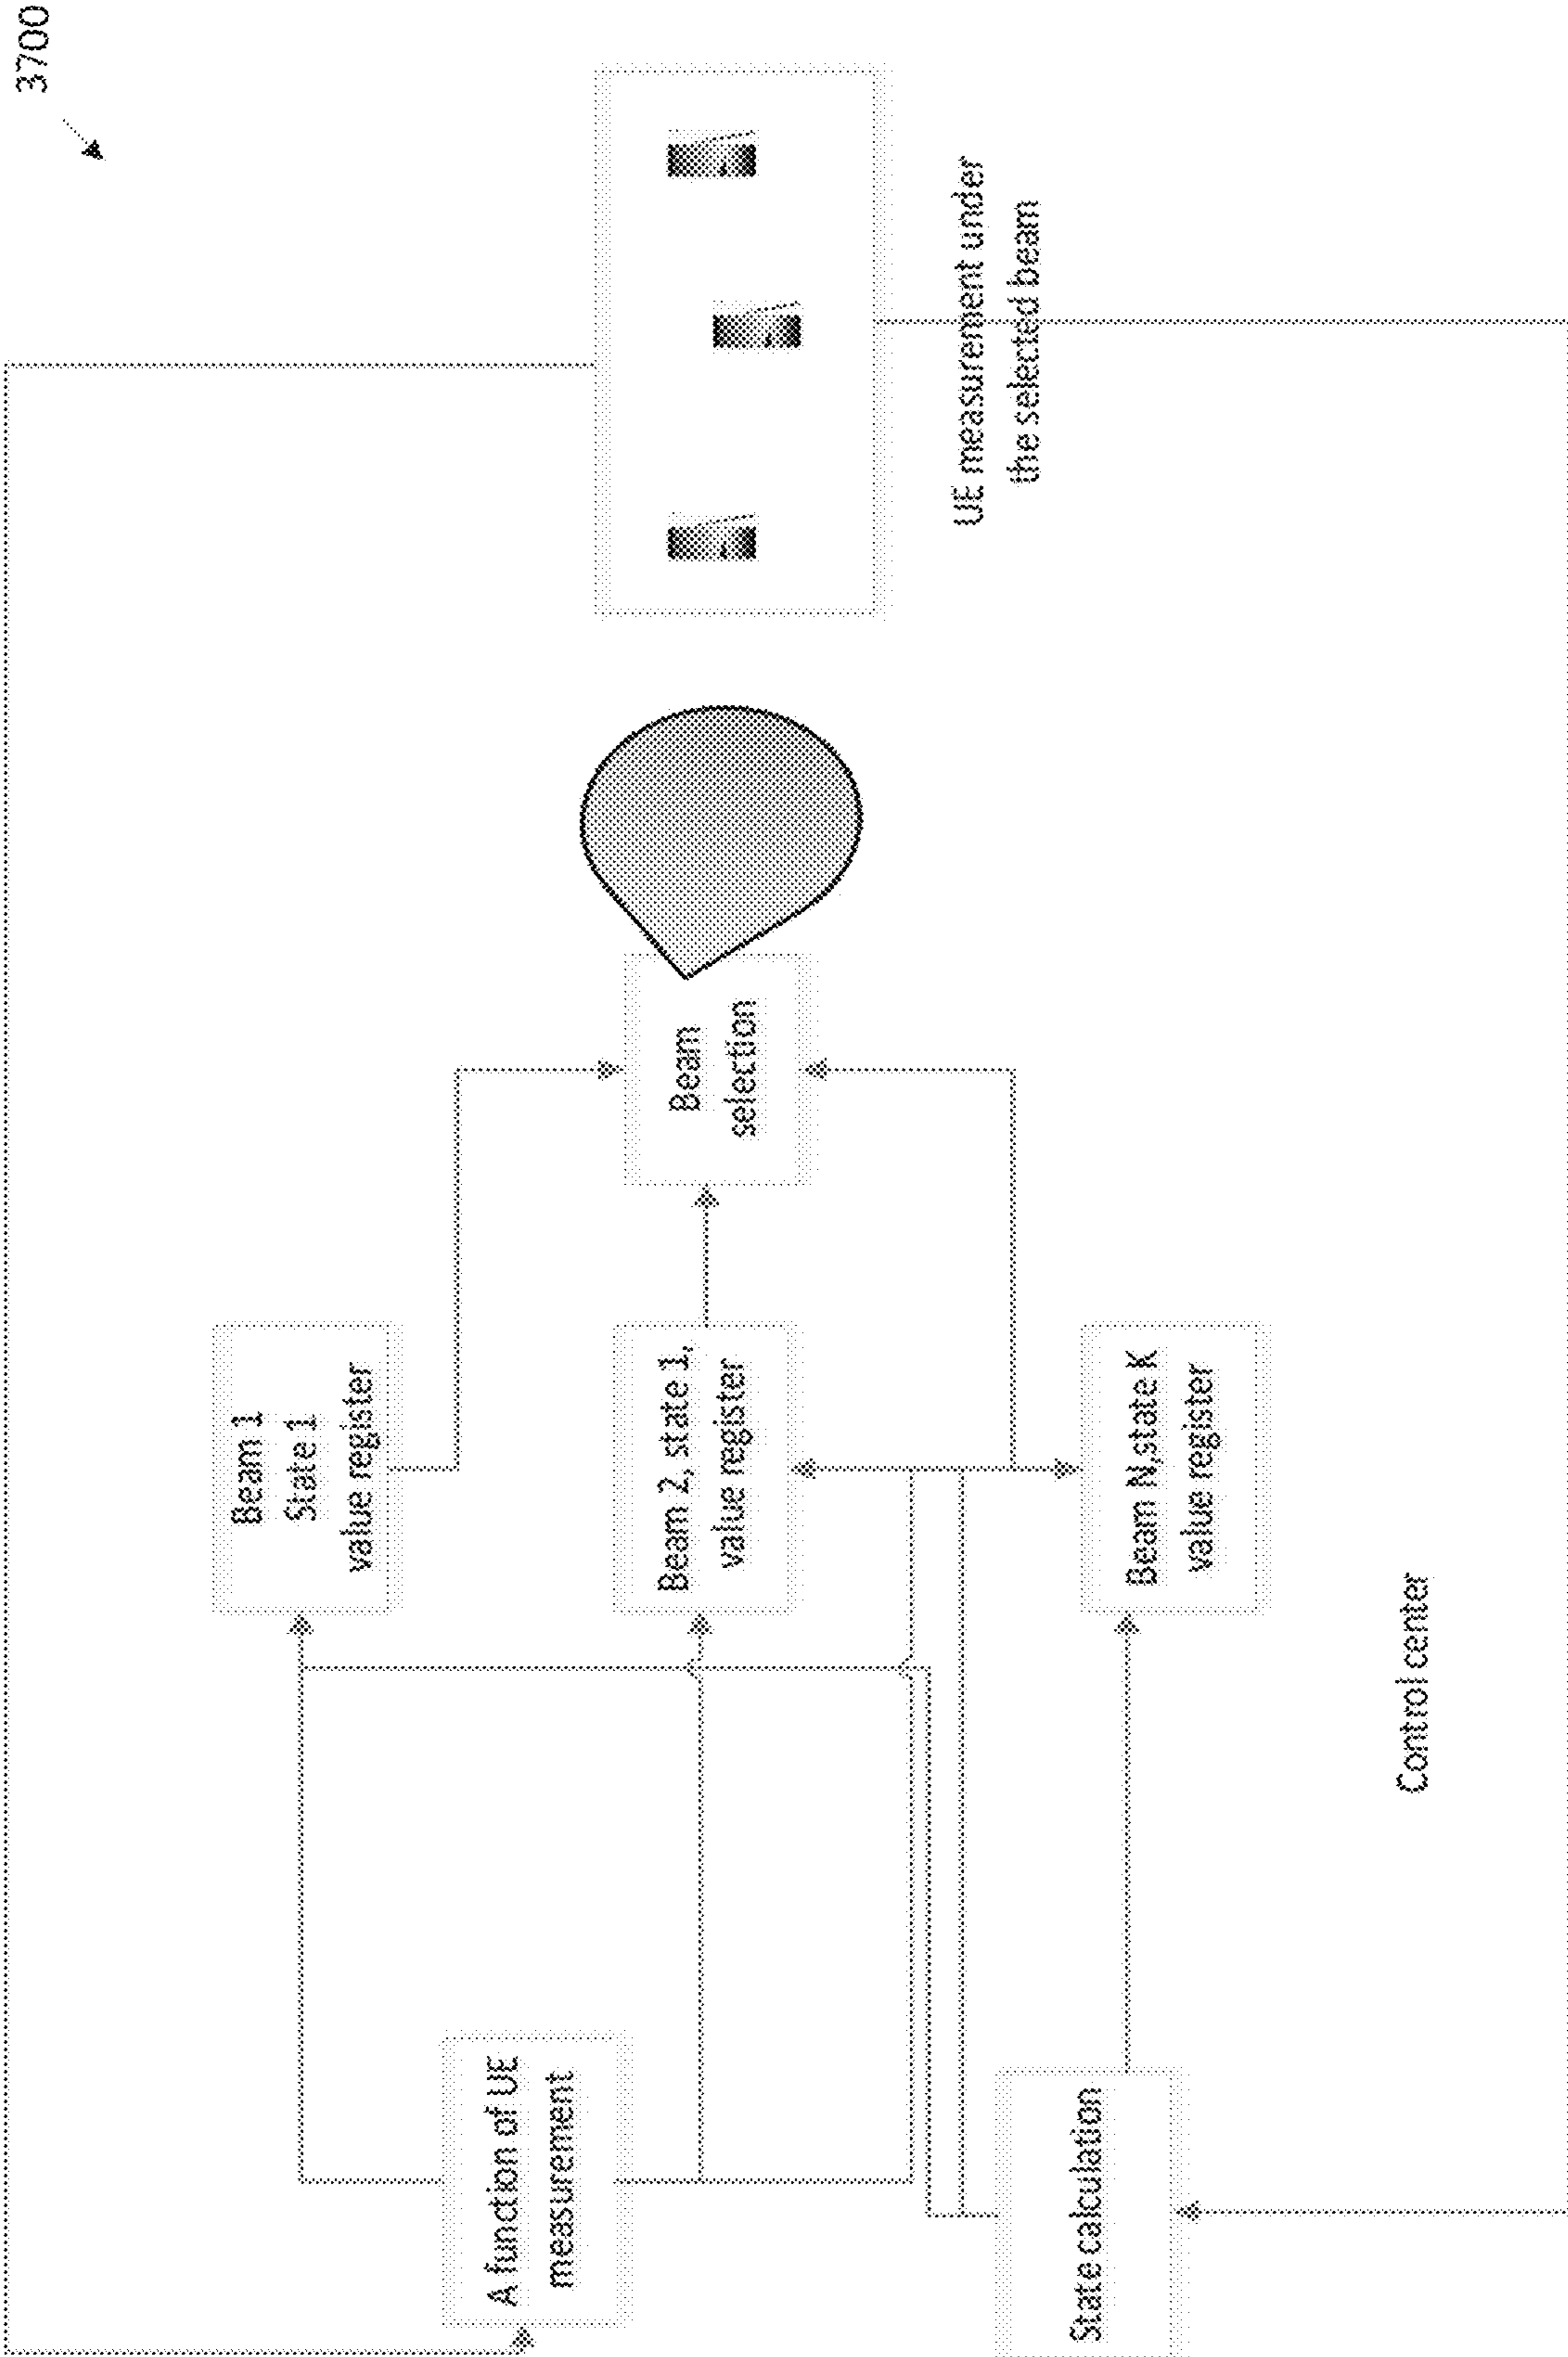 3700
A function of UE
measurement
State calculation
Beam 1
State 1
value register
Beam 2, state 1,
value register
Beam N,state K
value register
Control center
Beam
selection
UE measurement under
the selected beam